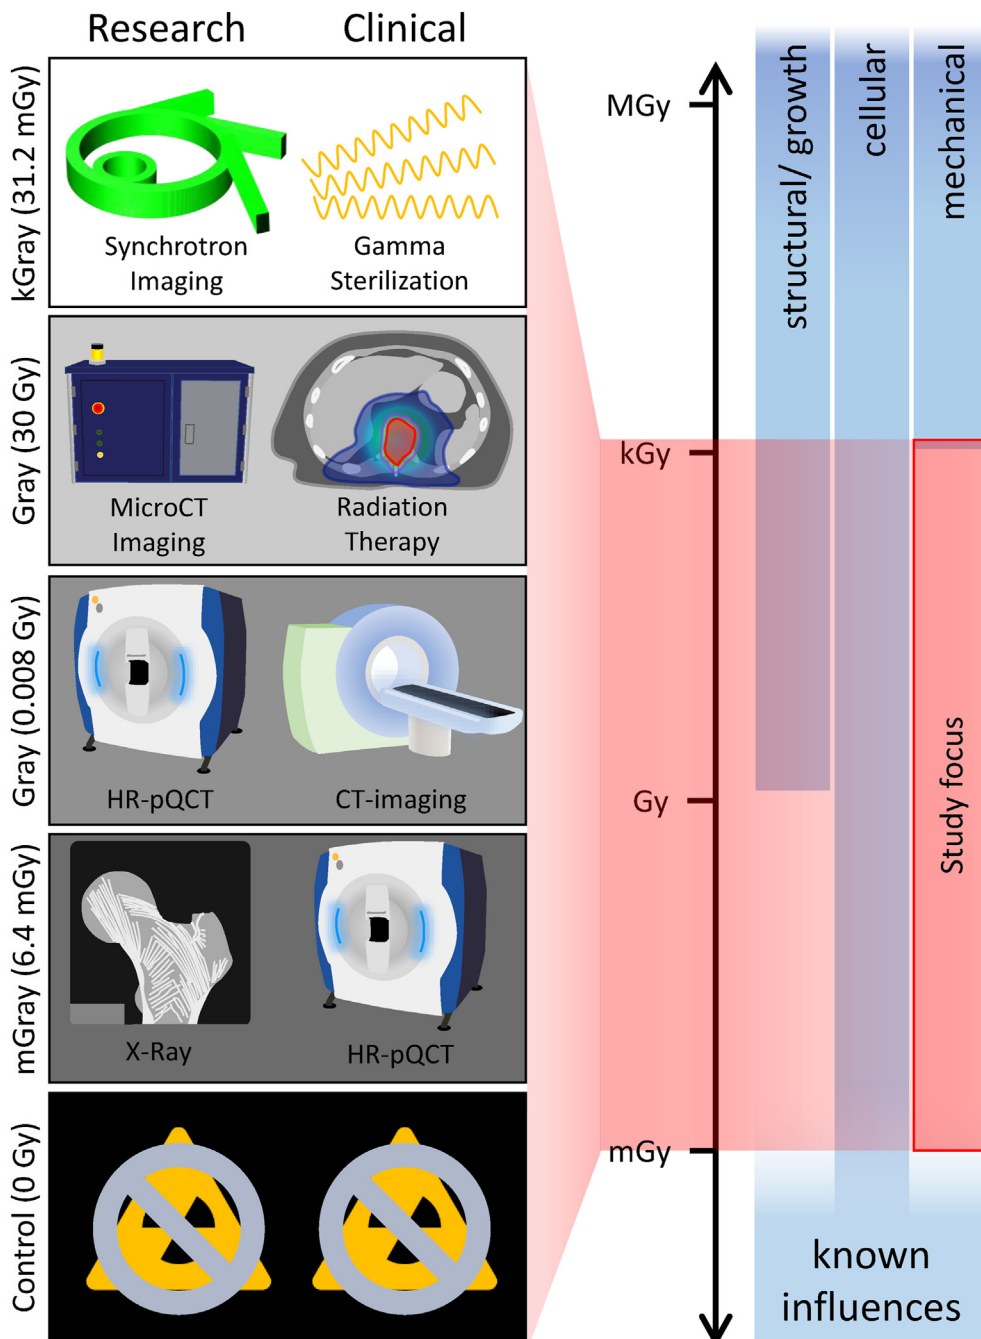 Research
Clinical
kGray (31.2 mGy)
Synchrotron
Imaging
Gamma
Sterilization
Gray (30 Gy)
MicroCT
Imaging
Radiation
Therapy
Gray (0.008 Gy)
HR-pQCT
CT-imaging
mGray (6.4 mGy)
X-Ray
HR-pQCT
Control (0 Gy)
MGy
kGy
Gy
mGy
structural/ growth
cellular
mechanical
Study focus
known
influences